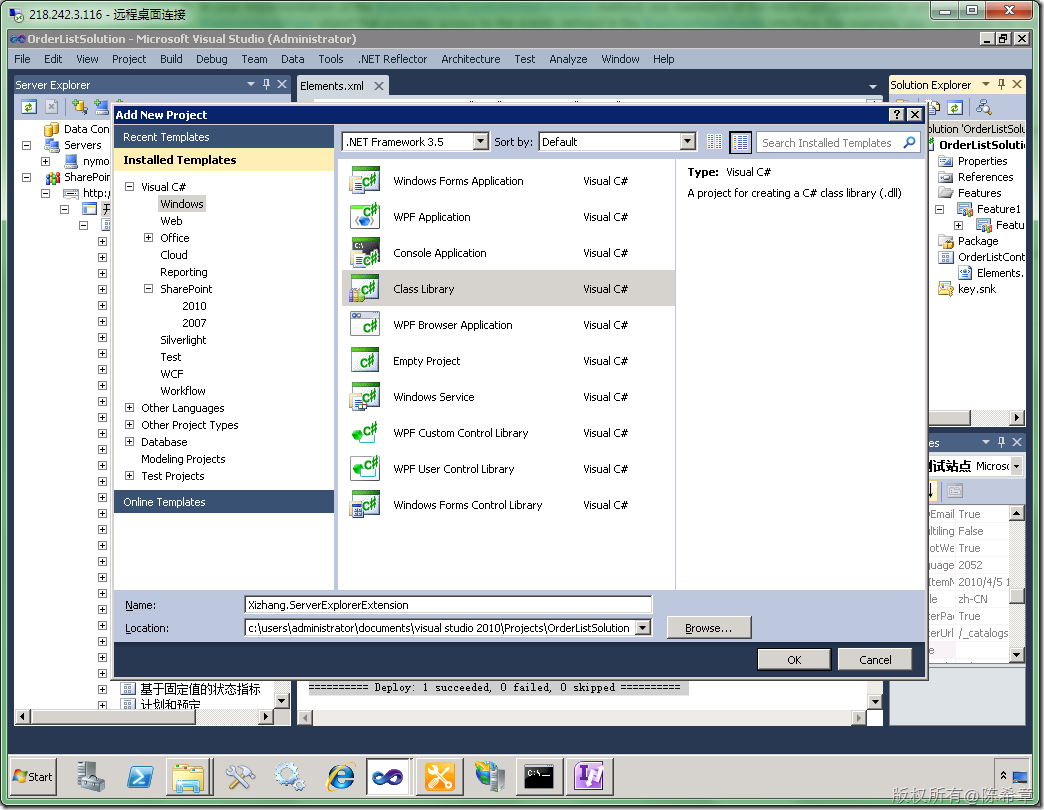 218.242.3.116 - 远程桌面连接
OrderListSolution - Microsoft Visual Studio (Administrator)
File Edit View Project Build Debug Team Data Tools .NET Reflector Architecture Test Analyze Window Help
Server Explorer
Elements.xml
Solution Explorer
Data Con
Servers
nymo
SharePoin
http:/
Add New Project
Recent Templates
Installed Templates
Visual C#
Windows
Web
Office
Cloud
Reporting
SharePoint
2010
2007
Silverlight
Test
WCF
Workflow
Other Languages
Other Project Types
Database
Modeling Projects
Test Projects
Online Templates
.NET Framework 3.5 Sort by: Default Search Installed Templates
Windows Forms Application Visual C#
WPF Application Visual C#
Console Application Visual C#
Class Library Visual C#
WPF Browser Application Visual C#
Empty Project Visual C#
Windows Service Visual C#
WPF Custom Control Library Visual C#
WPF User Control Library Visual C#
Windows Forms Control Library Visual C#
Type: Visual C#
A project for creating a C# class library (.dll)
Name: Xizhang.ServerExplorerExtension
Location: c:\users\administrator\documents\visual studio 2010\Projects\OrderListSolution Browse...
OK Cancel
olution 'OrderListSolu
OrderListSoluti
Properties
References
Features
Feature1
Featu
Package
OrderListCont
Elements.
key.snk
es
测试站点 Microsc
Email True
ltiling False
otWe True
guage 2052
ItemN 2010/4/5 1
le zh-CN
terPa True
terUrl /_catalogs
e
基于固定值的状态指标
计划和预定
========== Deploy: 1 succeeded, 0 failed, 0 skipped ==========
Start
版权所有@陈希章